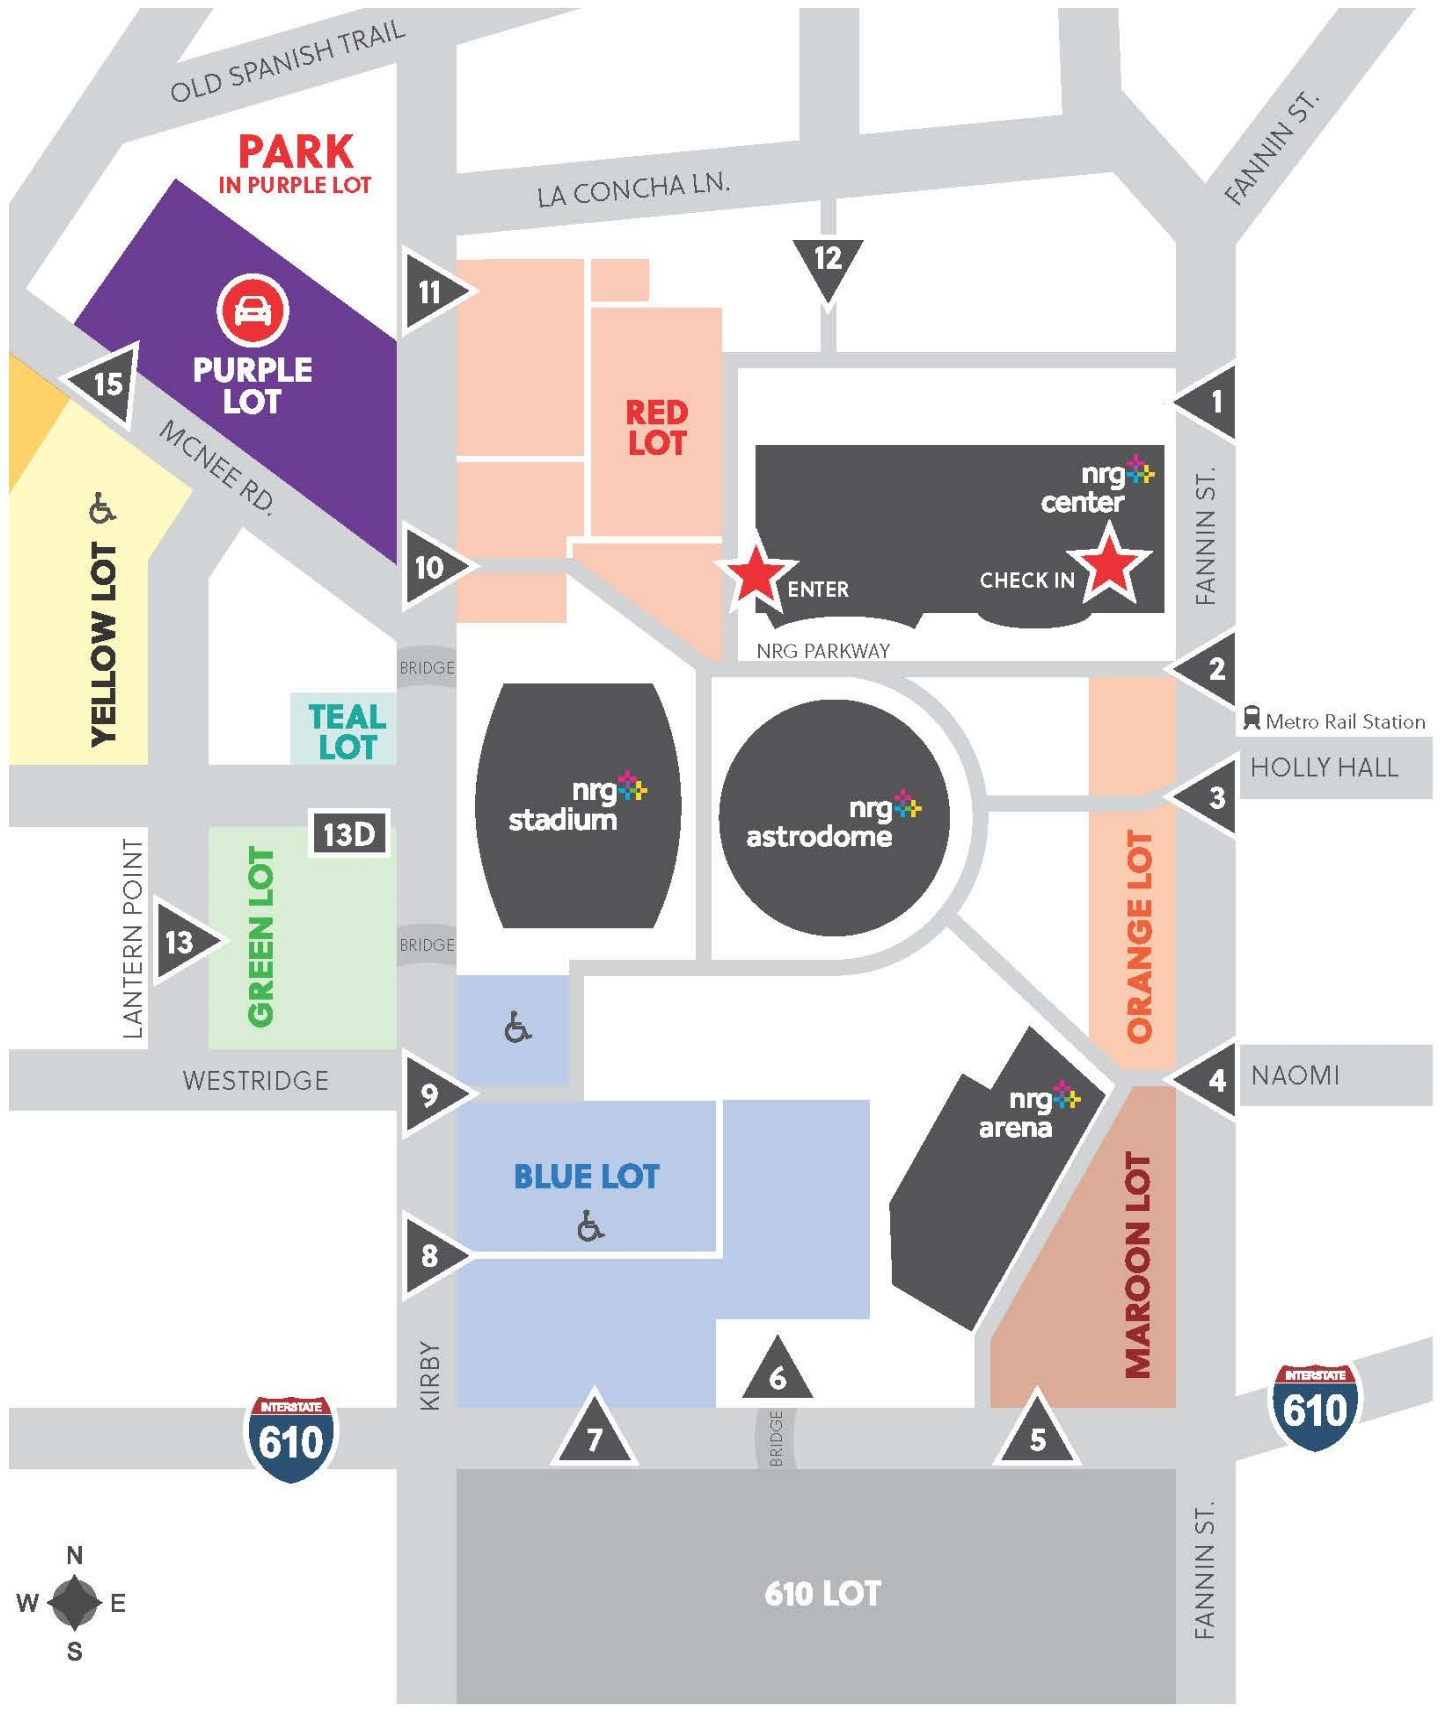 OLD SPANISH TRAIL
PARK
IN PURPLE LOT
LA CONCHA LN.
FANNIN ST.
12
11
PURPLE
LOT
15
1
RED
LOT
MCNEE RD.
nrg
center
YELLOW LOT
FANNIN ST.
10
ENTER
CHECK IN
NRG PARKWAY
BRIDGE
2
TEAL
LOT
Metro Rail Station
HOLLY HALL
nrg
stadium
nrg
astrodome
3
13D
LANTERN POINT
GREEN LOT
ORANGE LOT
13
BRIDGE
WESTRIDGE
9
4
NAOMI
nrg
arena
BLUE LOT
MAROON LOT
8
KIRBY
6
INTERSTATE
610
INTERSTATE
610
7
BRIDGE
5
FANNIN ST.
610 LOT
N
W
E
S